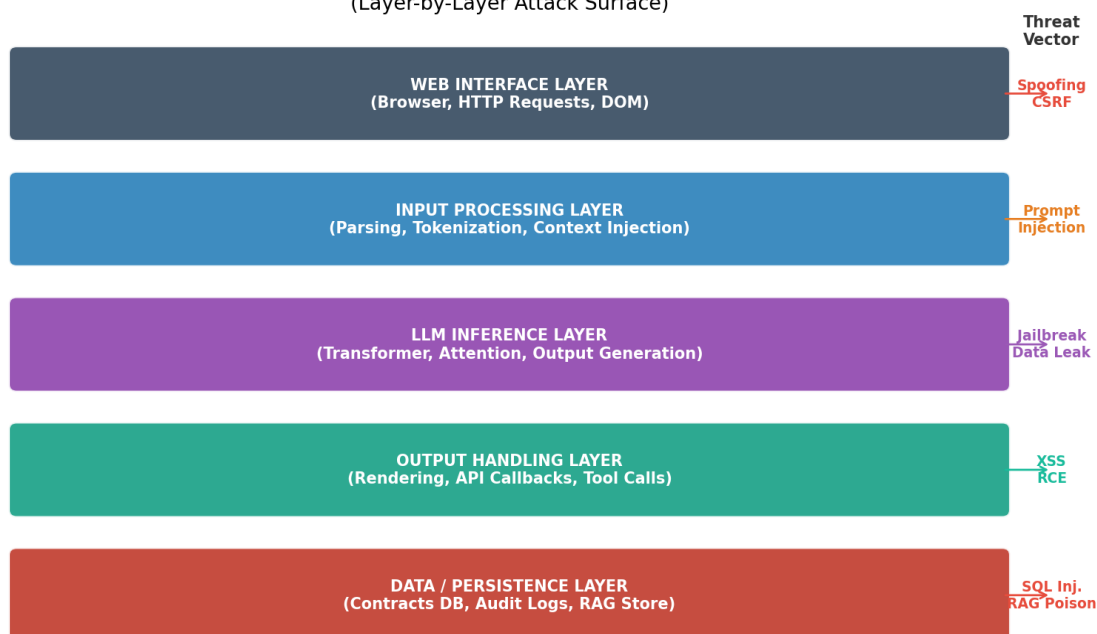 (Layer-by-Layer Attack Surface)
Threat
Vector
WEB INTERFACE LAYER
(Browser, HTTP Requests, DOM)
Spoofing
CSRF
INPUT PROCESSING LAYER
(Parsing, Tokenization, Context Injection)
Prompt
Injection
LLM INFERENCE LAYER
(Transformer, Attention, Output Generation)
Jailbreak
Data Leak
OUTPUT HANDLING LAYER
(Rendering, API Callbacks, Tool Calls)
XSS
RCE
DATA / PERSISTENCE LAYER
(Contracts DB, Audit Logs, RAG Store)
SQL Inj.
RAG Poison